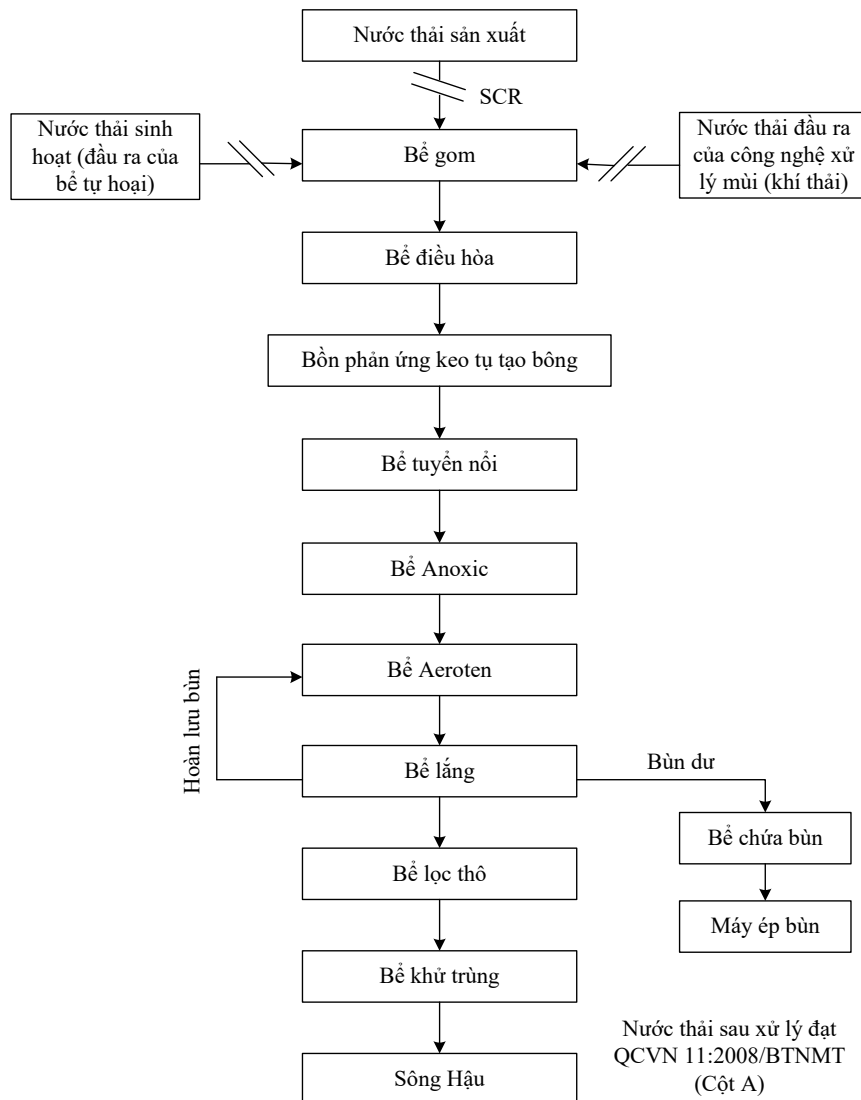 Nước thải sản xuất
SCR
Nước thải sinh
hoạt (đầu ra của
bể tự hoại)
Bể gom
Nước thải đầu ra
của công nghệ xử
lý mùi (khí thải)
Bể điều hòa
Bồn phản ứng keo tụ tạo bông
Bể tuyển nổi
Bể Anoxic
Bể Aeroten
Hoàn lưu bùn
Bể lắng
Bùn dư
Bể chứa bùn
Bể lọc thô
Máy ép bùn
Bể khử trùng
Nước thải sau xử lý đạt
QCVN 11:2008/BTNMT
(Cột A)
Sông Hậu